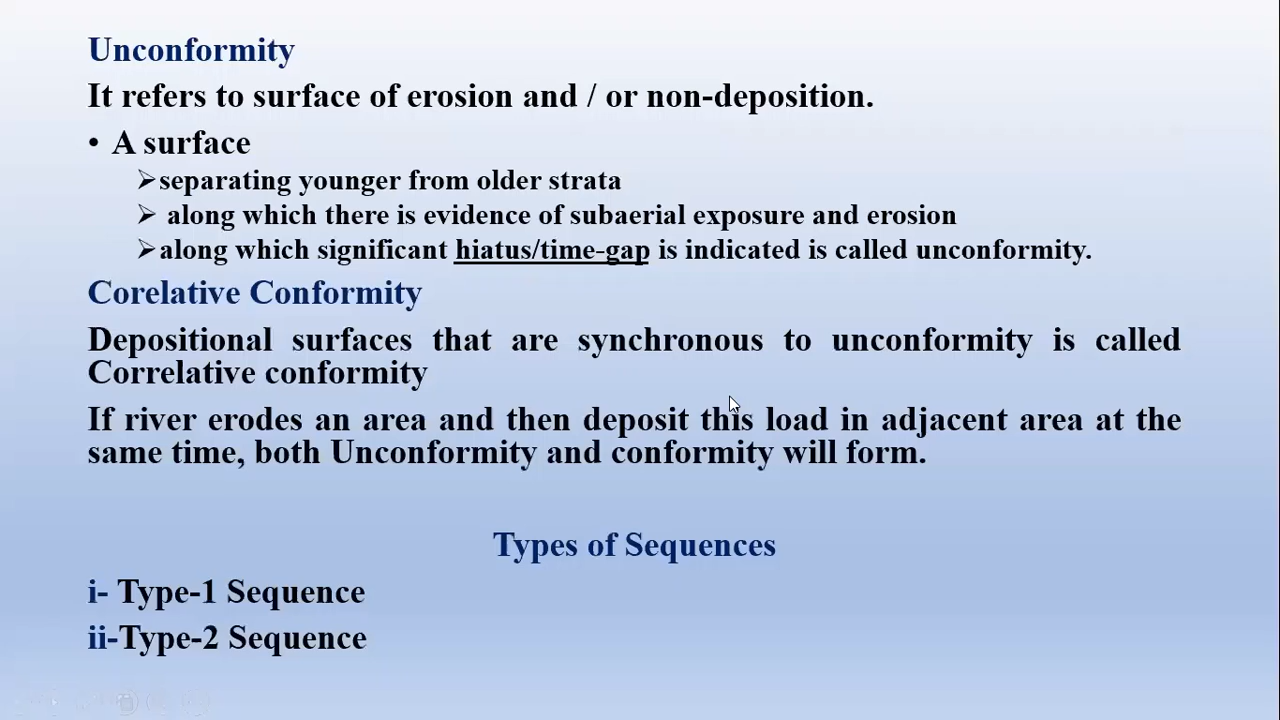 Unconformity
It refers to surface of erosion and / or non-deposition.
• A surface
➢separating younger from older strata
➢ along which there is evidence of subaerial exposure and erosion
➢along which significant hiatus/time-gap is indicated is called unconformity.
Corelative Conformity
Depositional surfaces that are synchronous to unconformity is called
Correlative conformity
If river erodes an area and then deposit this load in adjacent area at the
same time, both Unconformity and conformity will form.
Types of Sequences
i- Type-1 Sequence
ii-Type-2 Sequence